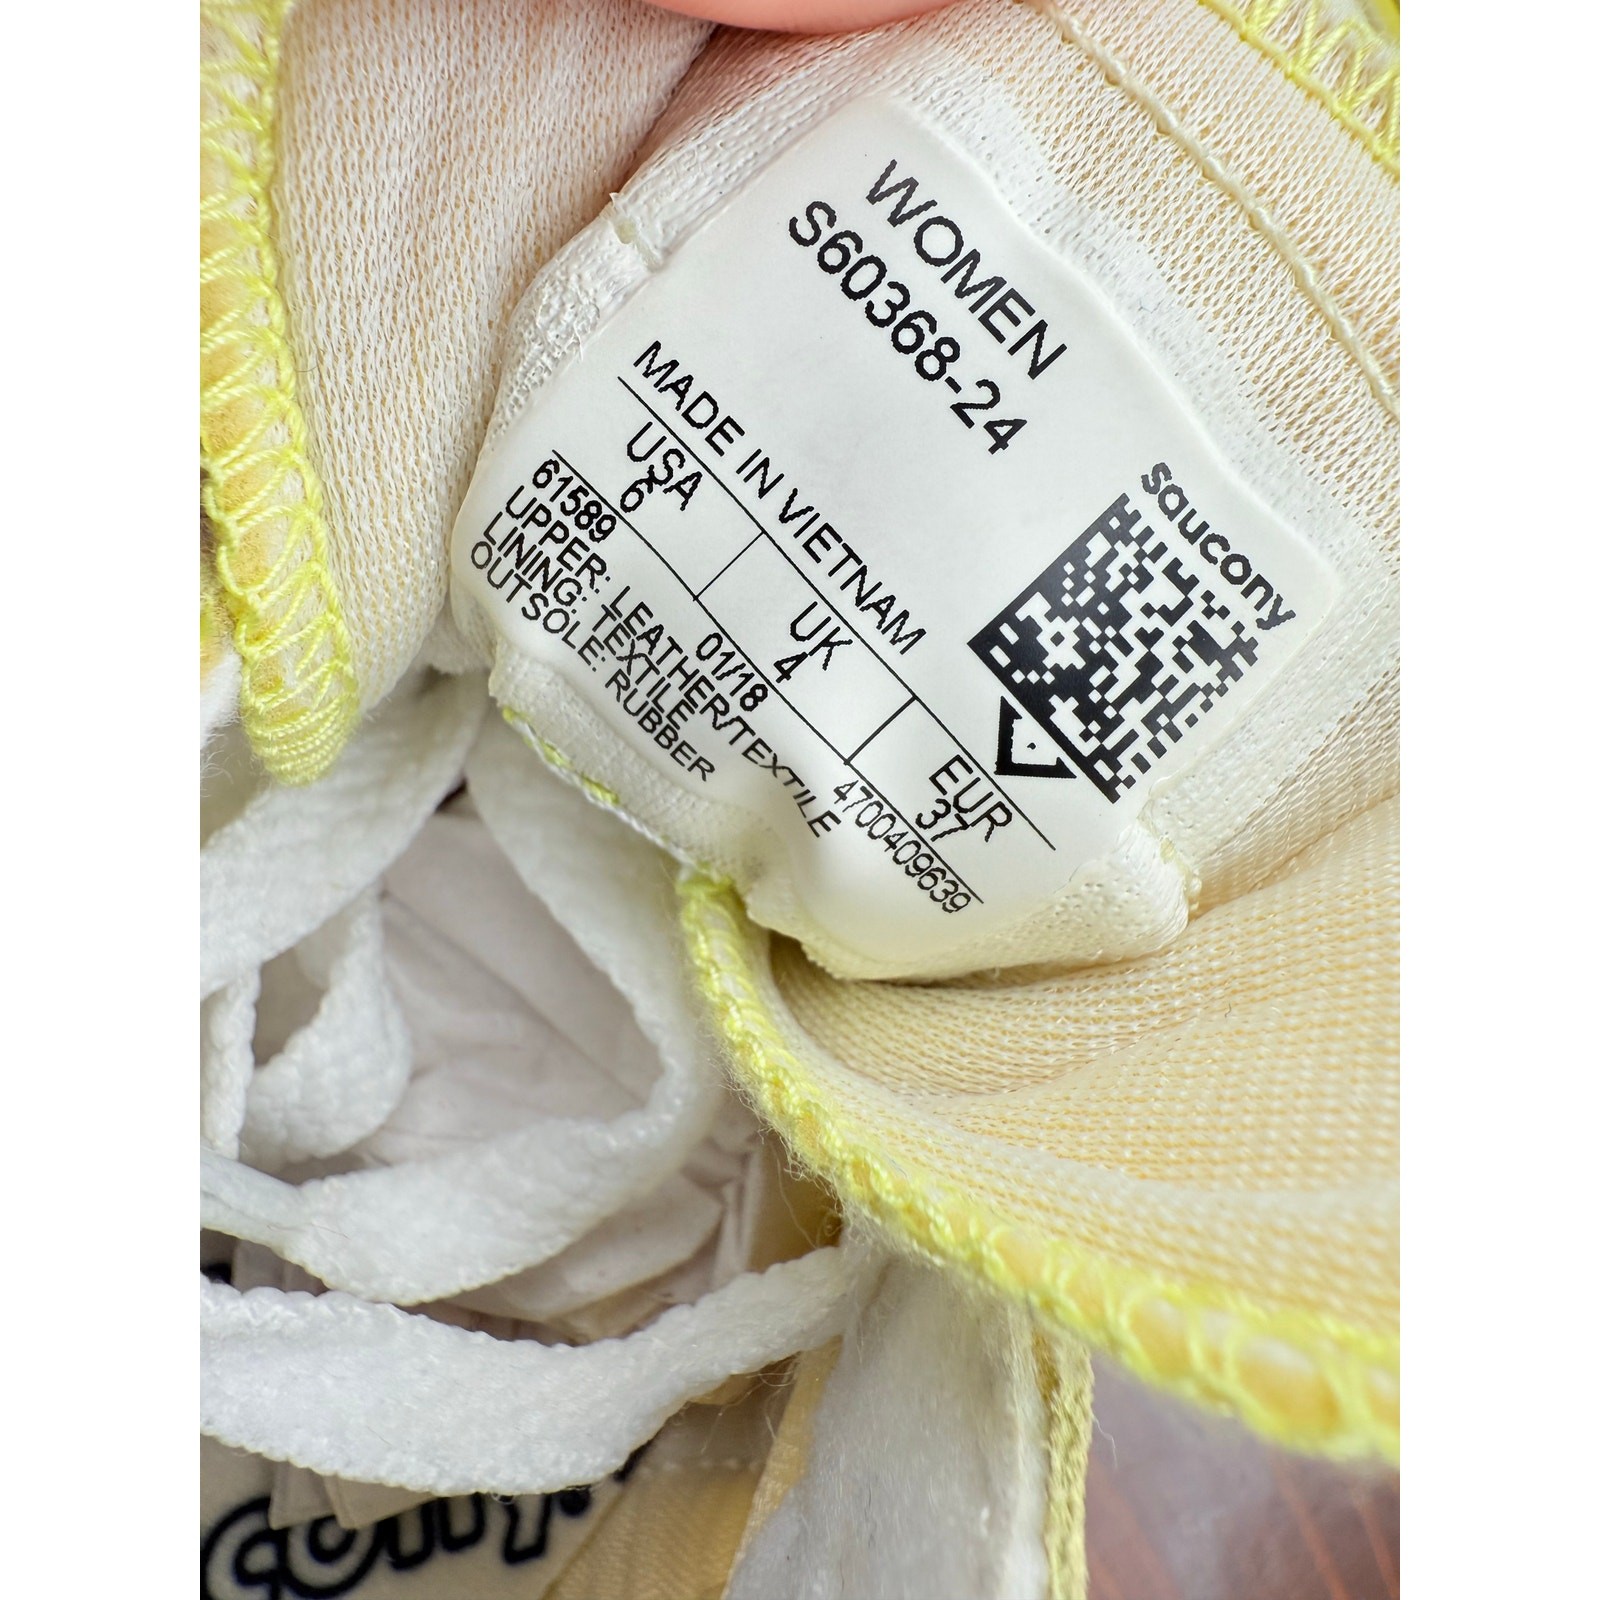 WOMEN
S60368-24
saucony
MADE IN VIETNAM
USA UK EUR
6 4 37
61589 01/18 4700409639
UPPER: LEATHER/TEXTILE
LINING: TEXTILE
OUTSOLE: RUBBER